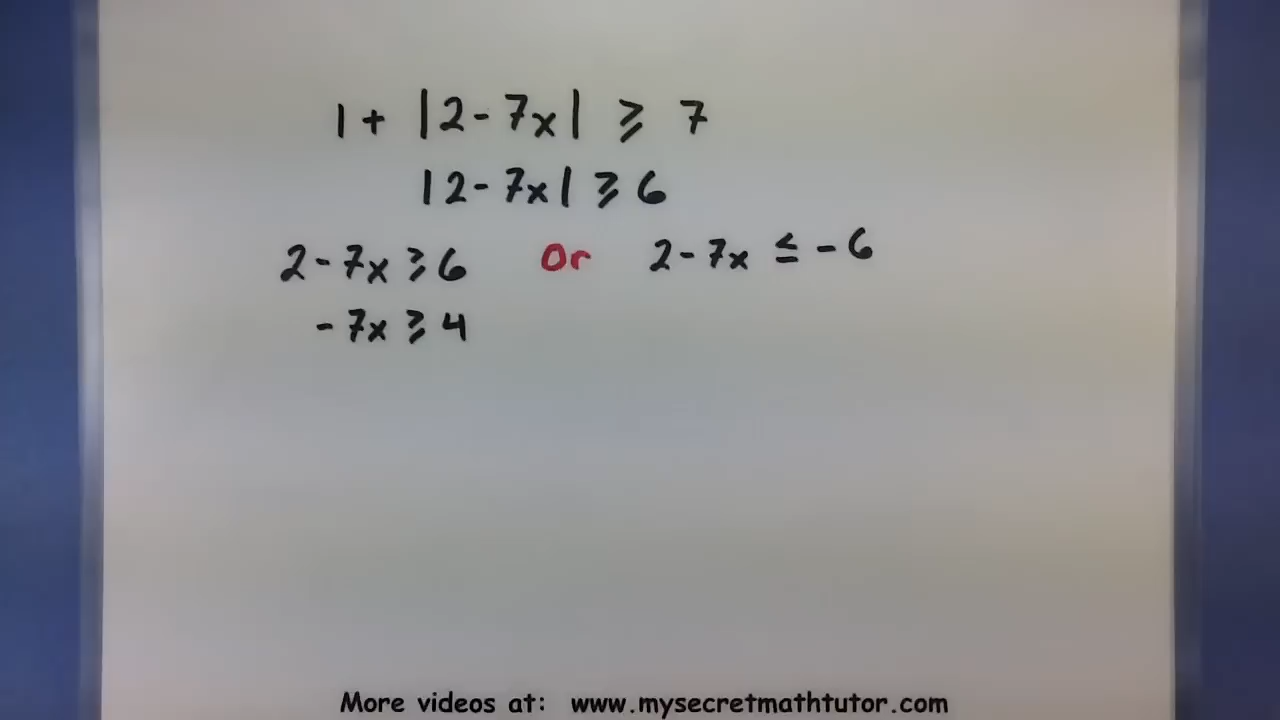 1 + |2 - 7x| ≥ 7
|2 - 7x| ≥ 6
2 - 7x ≥ 6 Or 2 - 7x ≤ - 6
- 7x ≥ 4
More videos at: www.mysecretmathtutor.com